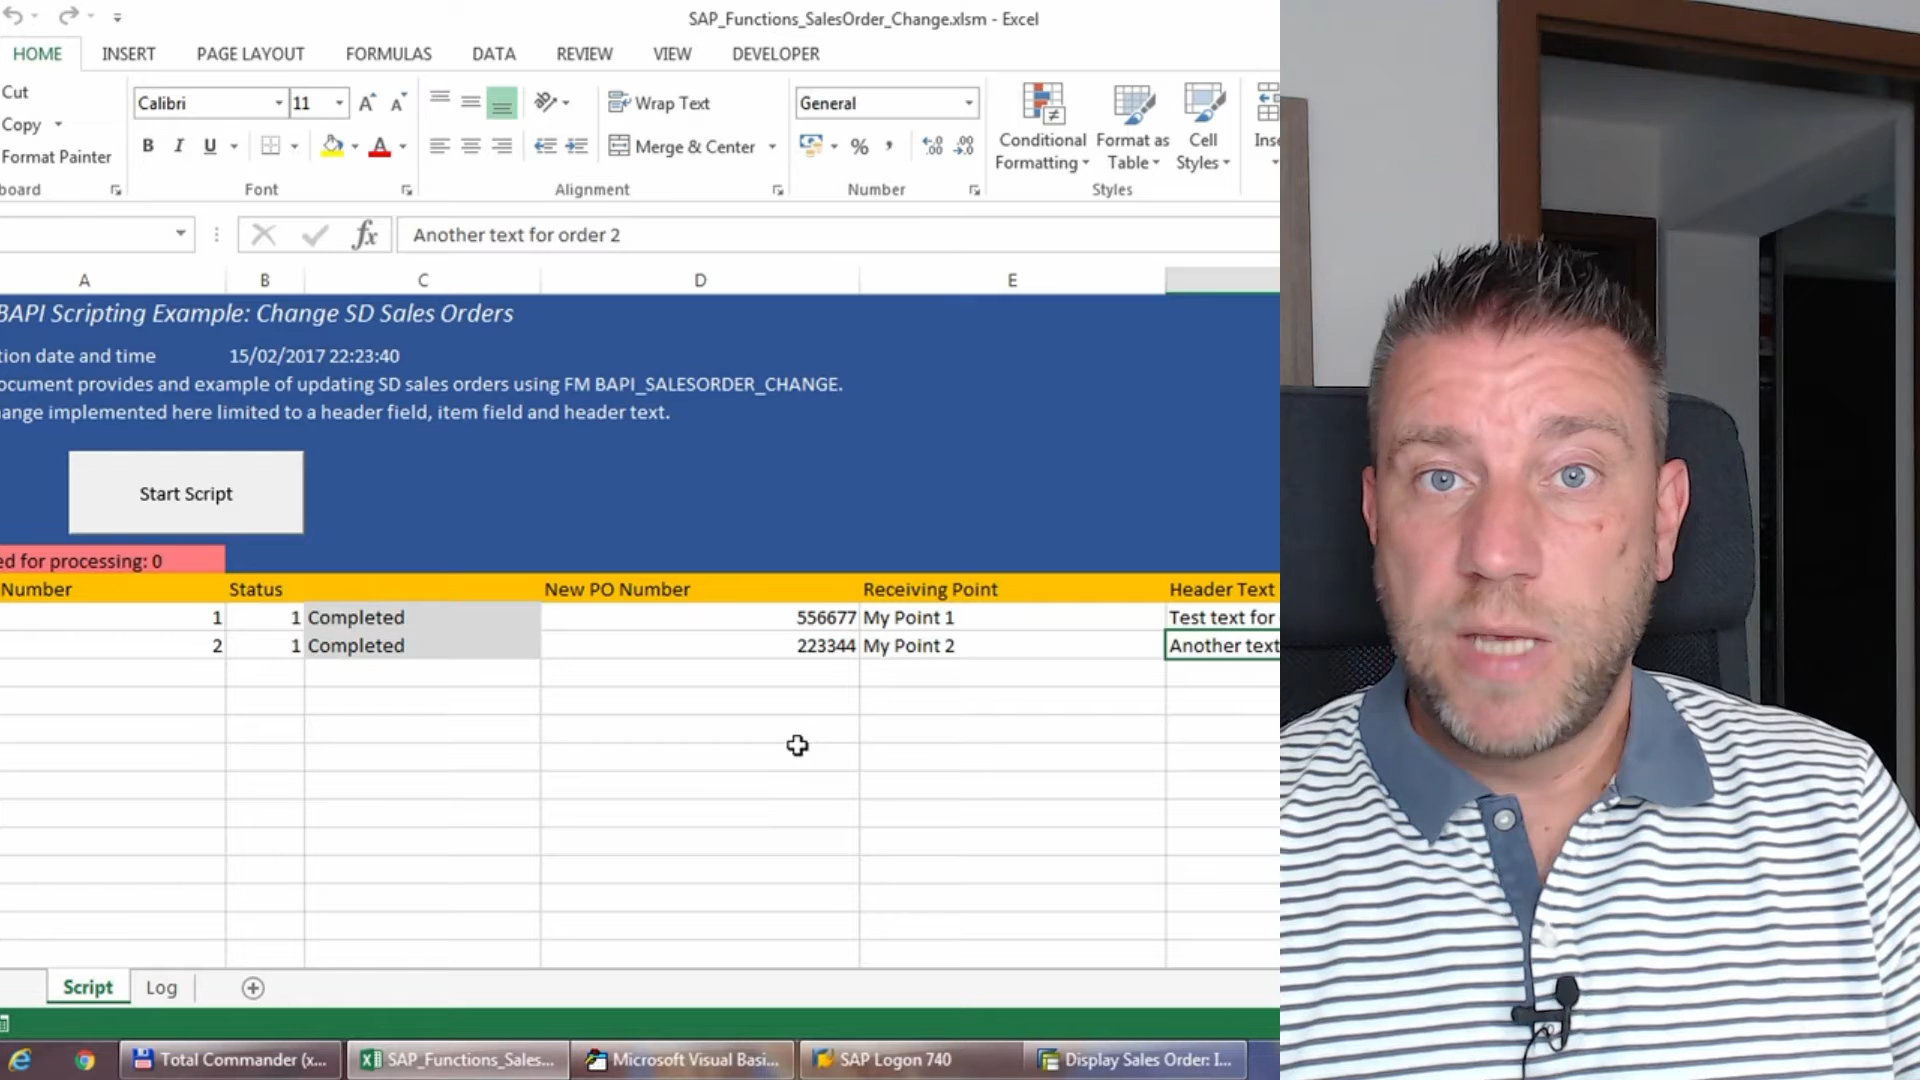 SAP_Functions_SalesOrder_Change.xlsm - Excel
HOME INSERT PAGE LAYOUT FORMULAS DATA REVIEW VIEW DEVELOPER
Cut
Copy
Format Painter
board
Calibri 11
B I U
Font
Wrap Text
Merge & Center
Alignment
General
%
Number
Conditional Formatting
Format as Table
Cell Styles
Styles
Ins
fx Another text for order 2
A B C D E
BAPI Scripting Example: Change SD Sales Orders
tion date and time 15/02/2017 22:23:40
ocument provides and example of updating SD sales orders using FM BAPI_SALESORDER_CHANGE.
ange implemented here limited to a header field, item field and header text.
Start Script
ed for processing: 0
Number Status New PO Number Receiving Point Header Text
1 1 Completed 556677 My Point 1 Test text for
2 1 Completed 223344 My Point 2 Another text
Script Log
Total Commander (x... SAP_Functions_Sales... Microsoft Visual Basi... SAP Logon 740 Display Sales Order: I...